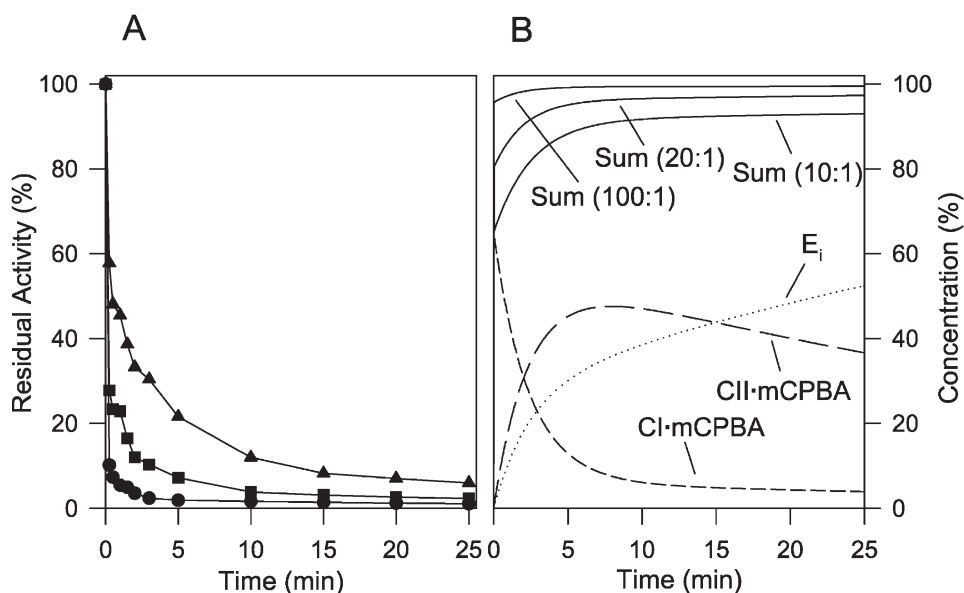 A
B
100
80
60
40
20
0
Residual Activity (%)
0 5 10 15 20 25
Time (min)
Sum (20:1)
Sum (10:1)
Sum (100:1)
Ei
CII·mCPBA
CI·mCPBA
0 5 10 15 20 25
Time (min)
100
80
60
40
20
0
Concentration (%)